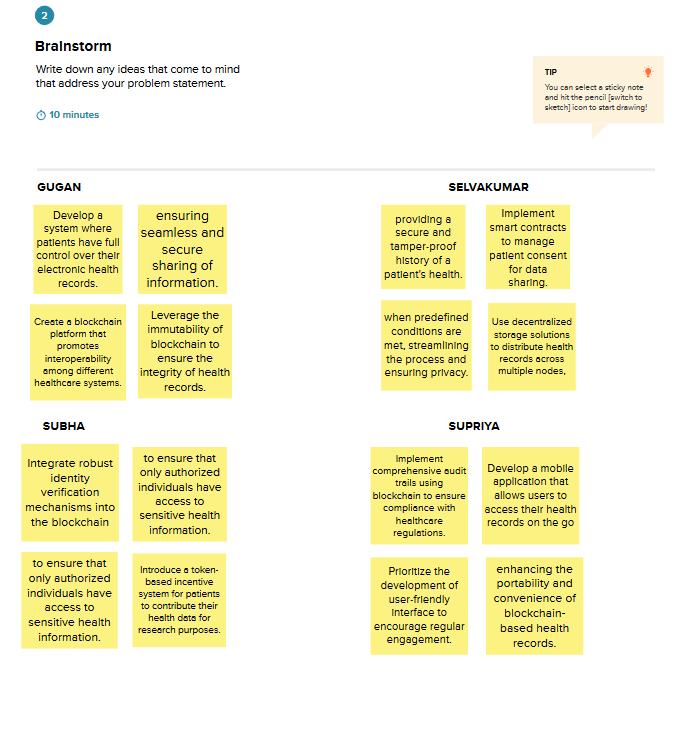 2
Brainstorm
Write down any ideas that come to mind
that address your problem statement.
10 minutes
TIP
You can select a sticky note
and hit the pencil [switch to
sketch] icon to start drawing!
GUGAN
Develop a
system where
patients have full
control over their
electronic health
records.
ensuring
seamless and
secure
sharing of
information.
Create a blockchain
platform that
promotes
interoperability
among different
healthcare systems.
Leverage the
immutability of
blockchain to
ensure the
integrity of health
records.
SELVAKUMAR
providing a
secure and
tamper-proof
history of a
patient's health.
Implement
smart contracts
to manage
patient consent
for data
sharing.
when predefined
conditions are
met, streamlining
the process and
ensuring privacy.
Use decentralized
storage solutions
to distribute health
records across
multiple nodes,
SUBHA
Integrate robust
identity
verification
mechanisms into
the blockchain
to ensure that
only authorized
individuals have
access to
sensitive health
information.
to ensure that
only authorized
individuals have
access to
sensitive health
information.
Introduce a token-
based incentive
system for patients
to contribute their
health data for
research purposes.
SUPRIYA
Implement
comprehensive audit
trails using
blockchain to ensure
compliance with
healthcare
regulations.
Develop a mobile
application that
allows users to
access their health
records on the go
Prioritize the
development of
user-friendly
interface to
encourage regular
engagement.
enhancing the
portability and
convenience of
blockchain-
based health
records.